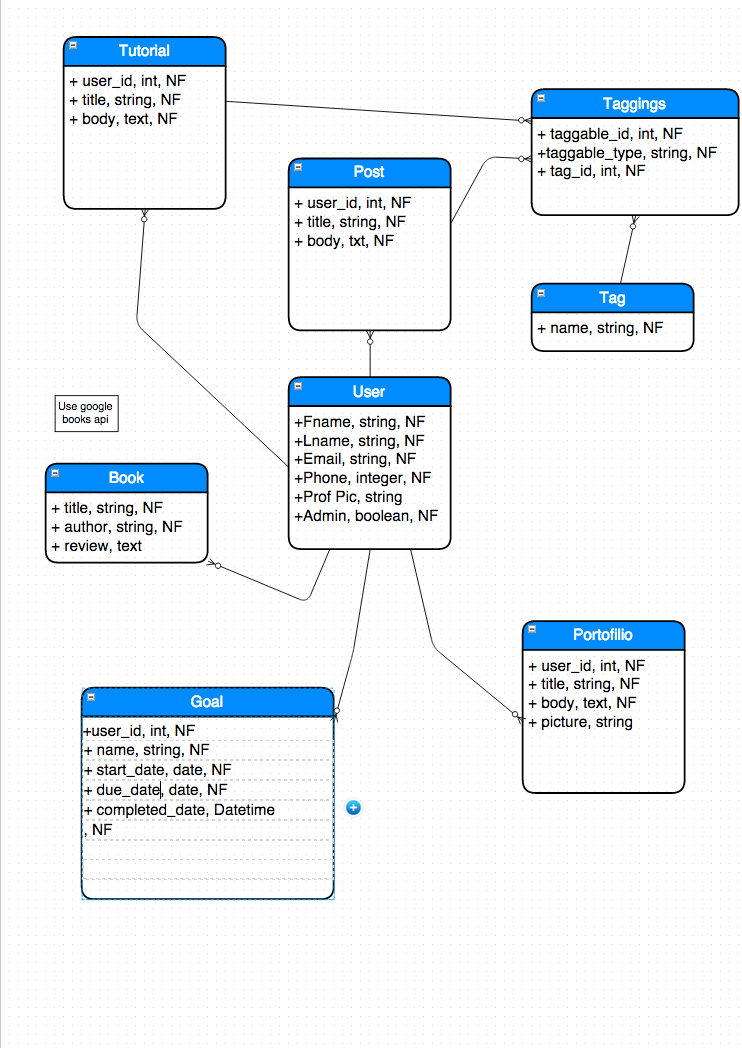 Tutorial
+ user_id, int, NF
+ title, string, NF
+ body, text, NF
Taggings
+ taggable_id, int, NF
+taggable_type, string, NF
+ tag_id, int, NF
Post
+ user_id, int, NF
+ title, string, NF
+ body, txt, NF
Tag
+ name, string, NF
User
+Fname, string, NF
+Lname, string, NF
+Email, string, NF
+Phone, integer, NF
+Prof Pic, string
+Admin, boolean, NF
Use google
books api
Book
+ title, string, NF
+ author, string, NF
+ review, text
Portofilio
+ user_id, int, NF
+ title, string, NF
+ body, text, NF
+ picture, string
Goal
+user_id, int, NF
+ name, string, NF
+ start_date, date, NF
+ due_date, date, NF
+ completed_date, Datetime
, NF